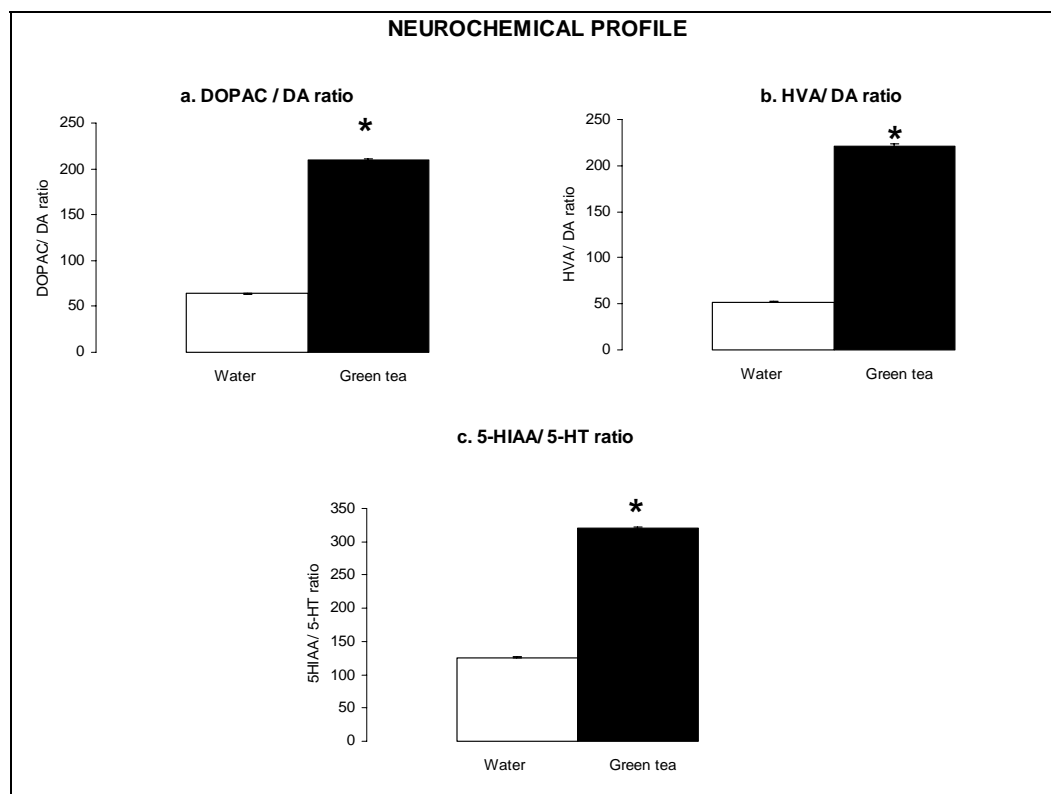 NEUROCHEMICAL PROFILE
a. DOPAC / DA ratio
*
250
200
150
100
50
0
DOPAC/ DA ratio
Water Green tea
b. HVA/ DA ratio
*
250
200
150
100
50
0
HVA/ DA ratio
Water Green tea
c. 5-HIAA/ 5-HT ratio
*
350
300
250
200
150
100
50
0
5HIAA/ 5-HT ratio
Water Green tea